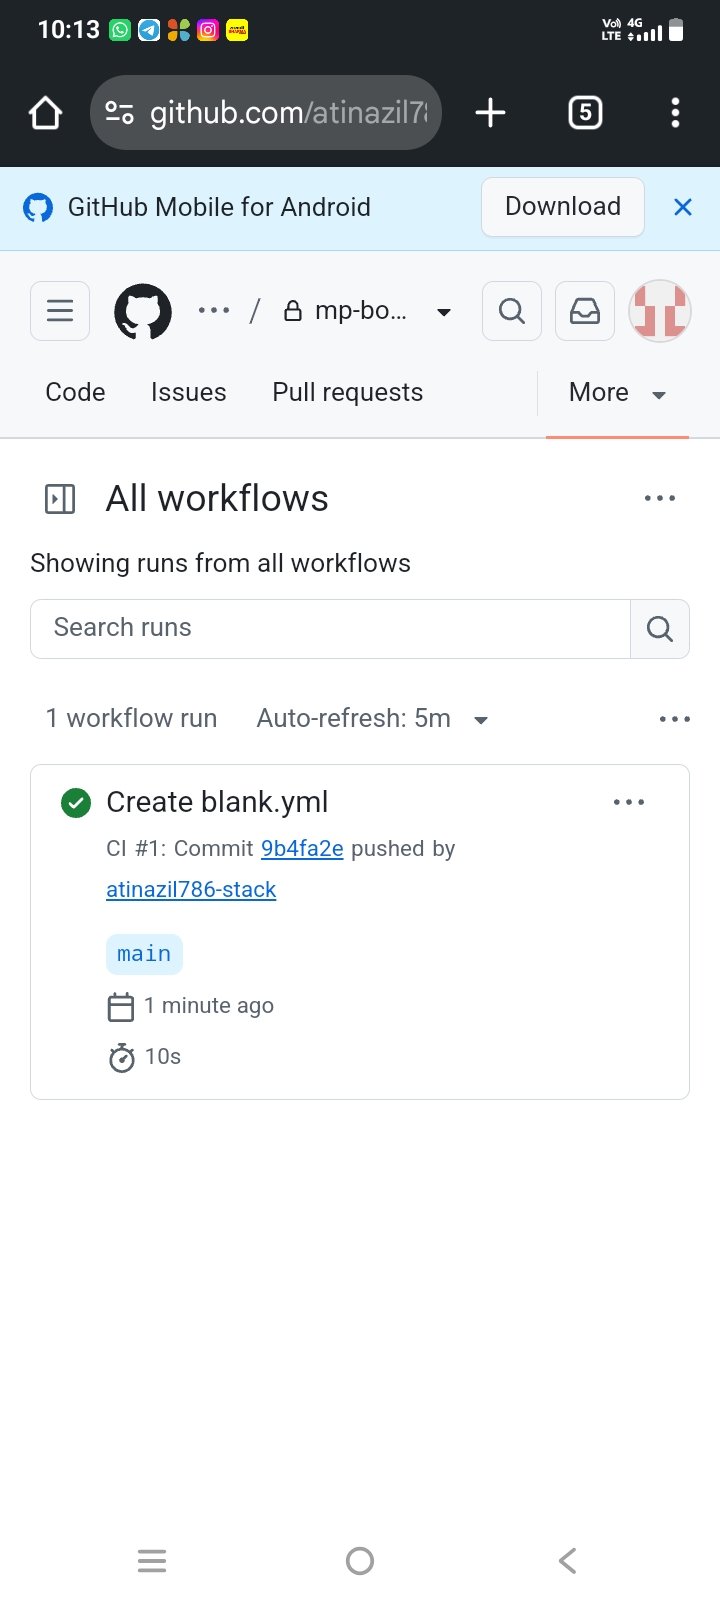 10:13
Vo) 4G
LTE
github.com/atinazil78
5
GitHub Mobile for Android
Download
/ mp-bo...
Code Issues Pull requests More
All workflows
Showing runs from all workflows
Search runs
1 workflow run Auto-refresh: 5m
Create blank.yml
CI #1: Commit 9b4fa2e pushed by
atinazil786-stack
main
1 minute ago
10s